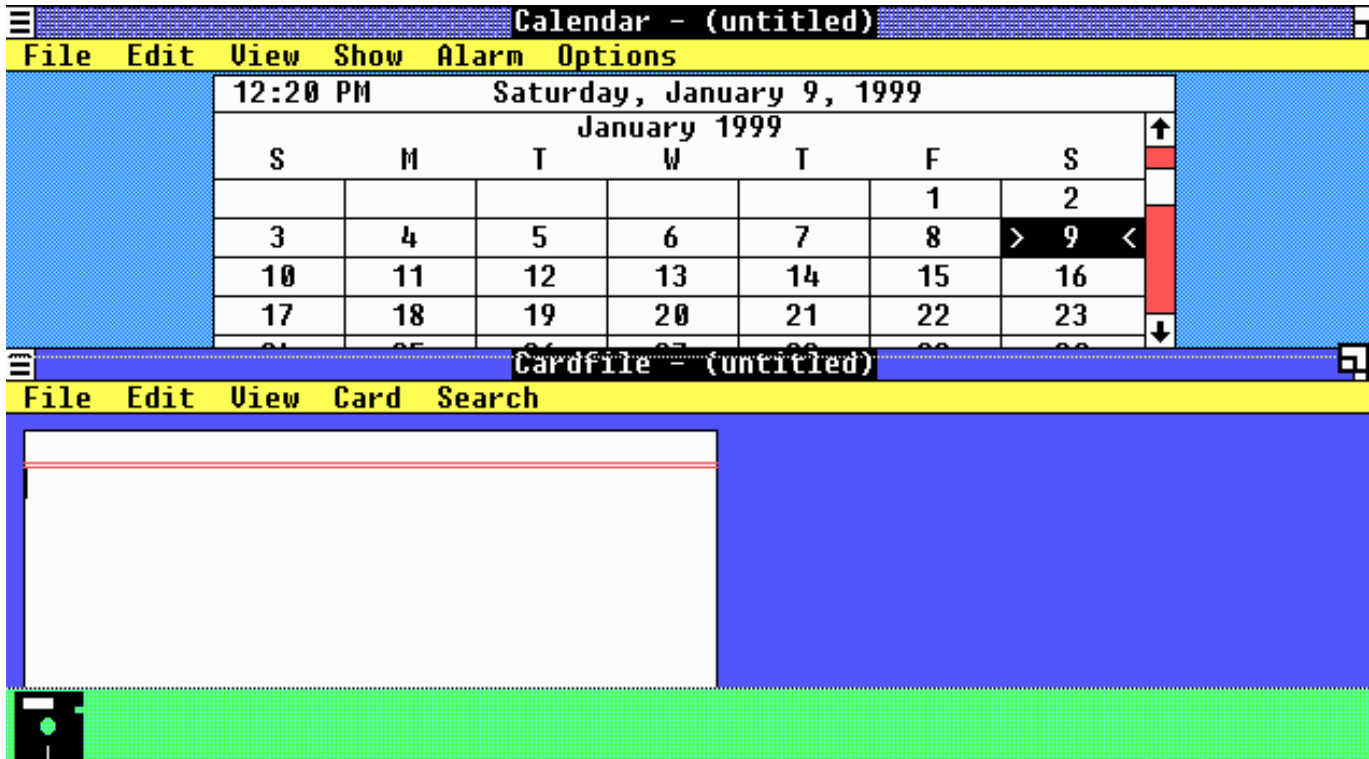 Calendar - (untitled)
File Edit View Show Alarm Options
12:20 PM Saturday, January 9, 1999
January 1999
S M T W T F S
1 2
3 4 5 6 7 8 > 9 <
10 11 12 13 14 15 16
17 18 19 20 21 22 23
Cardfile - (untitled)
File Edit View Card Search